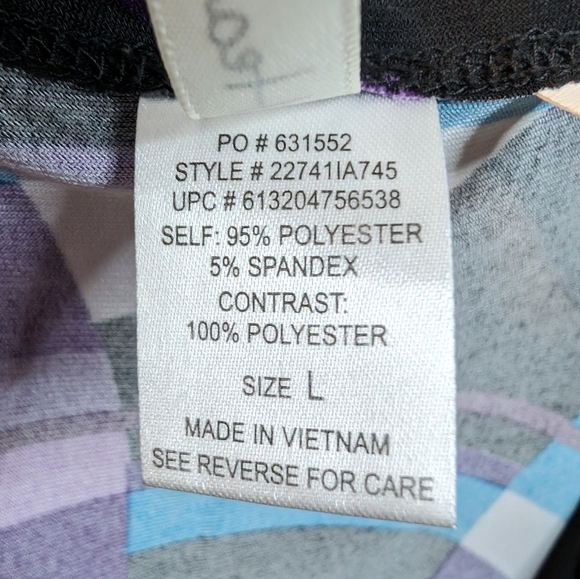 PO # 631552
STYLE # 22741IA745
UPC # 613204756538
SELF: 95% POLYESTER
5% SPANDEX
CONTRAST:
100% POLYESTER
SIZE L
MADE IN VIETNAM
SEE REVERSE FOR CARE